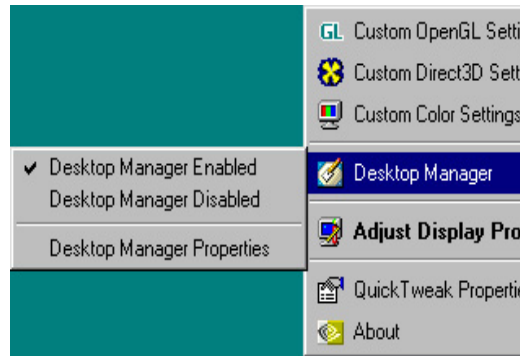 GL Custom OpenGL Setti
Custom Direct3D Sett
Custom Color Settings
Desktop Manager
Adjust Display Pro
QuickTweak Propertie
About
Desktop Manager Enabled
Desktop Manager Disabled
Desktop Manager Properties